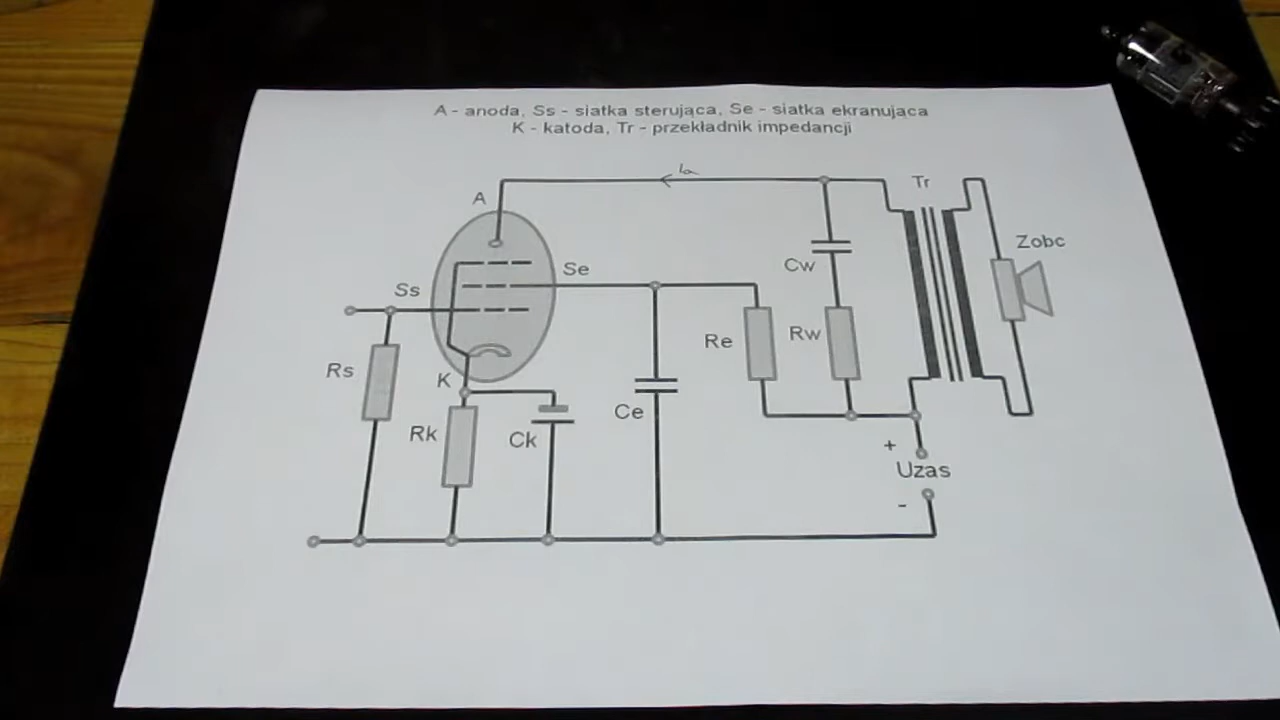 A - anoda, Ss - siatka sterująca, Se - siatka ekranująca
K - katoda, Tr - przekładnik impedancji
Ia
A
Tr
Zobc
Se
Cw
Ss
Re
Rw
Rs
K
Ce
Rk
Ck
+
Uzas
-